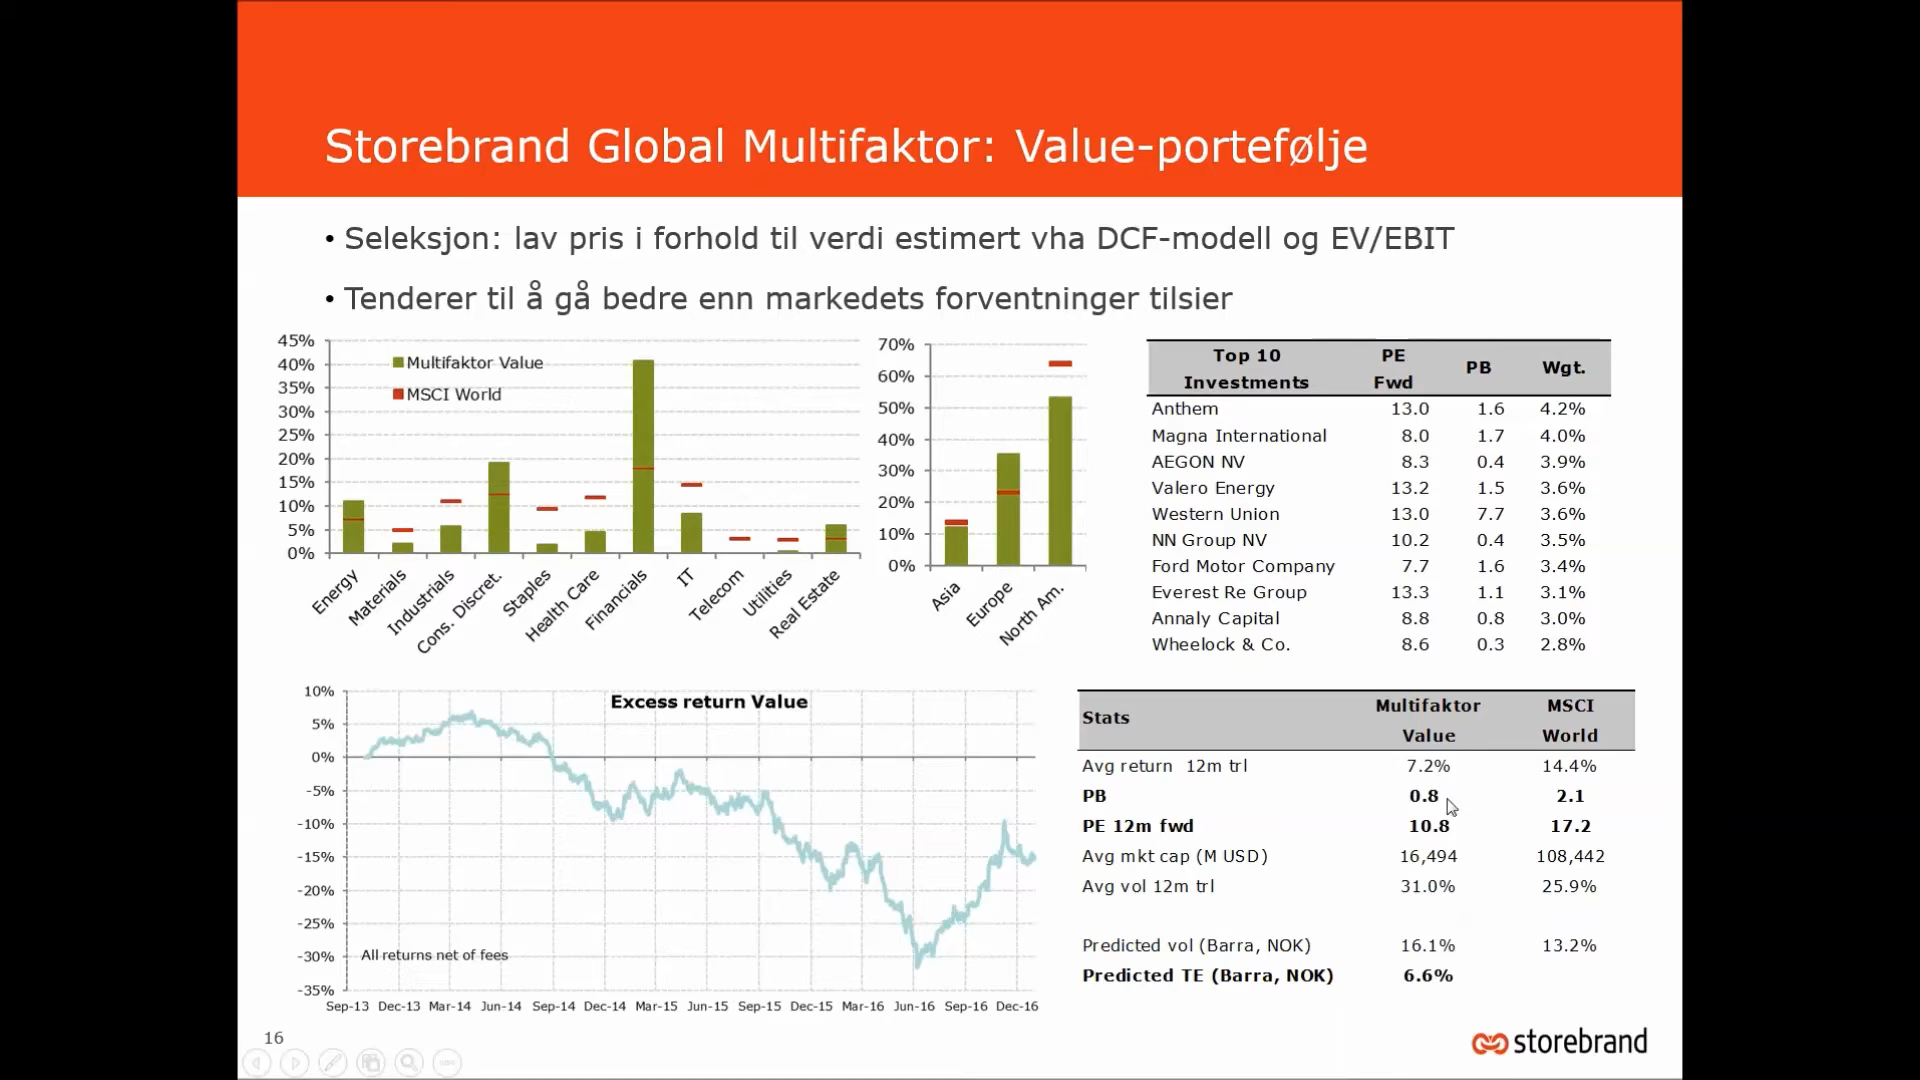 Storebrand Global Multifaktor: Value-portefølje
• Seleksjon: lav pris i forhold til verdi estimert vha DCF-modell og EV/EBIT
• Tenderer til å gå bedre enn markedets forventninger tilsier
45%
40%
35%
30%
25%
20%
15%
10%
5%
0%
Multifaktor Value
MSCI World
Energy
Materials
Industrials
Cons. Discret.
Staples
Health Care
Financials
IT
Telecom
Utilities
Real Estate
70%
60%
50%
40%
30%
20%
10%
0%
Asia
Europe
North Am.
Top 10 Investments PE Fwd PB Wgt.
Anthem 13.0 1.6 4.2%
Magna International 8.0 1.7 4.0%
AEGON NV 8.3 0.4 3.9%
Valero Energy 13.2 1.5 3.6%
Western Union 13.0 7.7 3.6%
NN Group NV 10.2 0.4 3.5%
Ford Motor Company 7.7 1.6 3.4%
Everest Re Group 13.3 1.1 3.1%
Annaly Capital 8.8 0.8 3.0%
Wheelock & Co. 8.6 0.3 2.8%
Excess return Value
10%
5%
0%
-5%
-10%
-15%
-20%
-25%
-30%
-35%
All returns net of fees
Sep-13 Dec-13 Mar-14 Jun-14 Sep-14 Dec-14 Mar-15 Jun-15 Sep-15 Dec-15 Mar-16 Jun-16 Sep-16 Dec-16
Stats Multifaktor Value MSCI World
Avg return 12m trl 7.2% 14.4%
PB 0.8 2.1
PE 12m fwd 10.8 17.2
Avg mkt cap (M USD) 16,494 108,442
Avg vol 12m trl 31.0% 25.9%
Predicted vol (Barra, NOK) 16.1% 13.2%
Predicted TE (Barra, NOK) 6.6%
16
storebrand